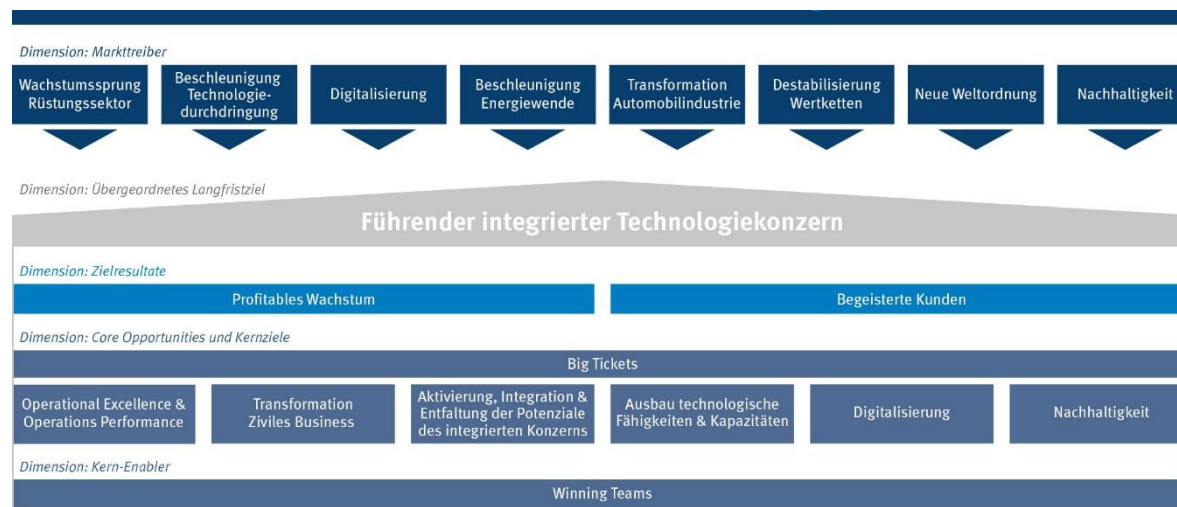 Dimension: Markttreiber
Wachstumssprung
Rüstungssektor
Beschleunigung
Technologie-
durchdringung
Digitalisierung
Beschleunigung
Energiewende
Transformation
Automobilindustrie
Destabilisierung
Wertketten
Neue Weltordnung
Nachhaltigkeit
Dimension: Übergeordnetes Langfristziel
Führender integrierter Technologiekonzern
Dimension: Zielresultate
Profitables Wachstum
Begeisterte Kunden
Dimension: Core Opportunities und Kernziele
Big Tickets
Operational Excellence &
Operations Performance
Transformation
Ziviles Business
Aktivierung, Integration &
Entfaltung der Potenziale
des integrierten Konzerns
Ausbau technologische
Fähigkeiten & Kapazitäten
Digitalisierung
Nachhaltigkeit
Dimension: Kern-Enabler
Winning Teams